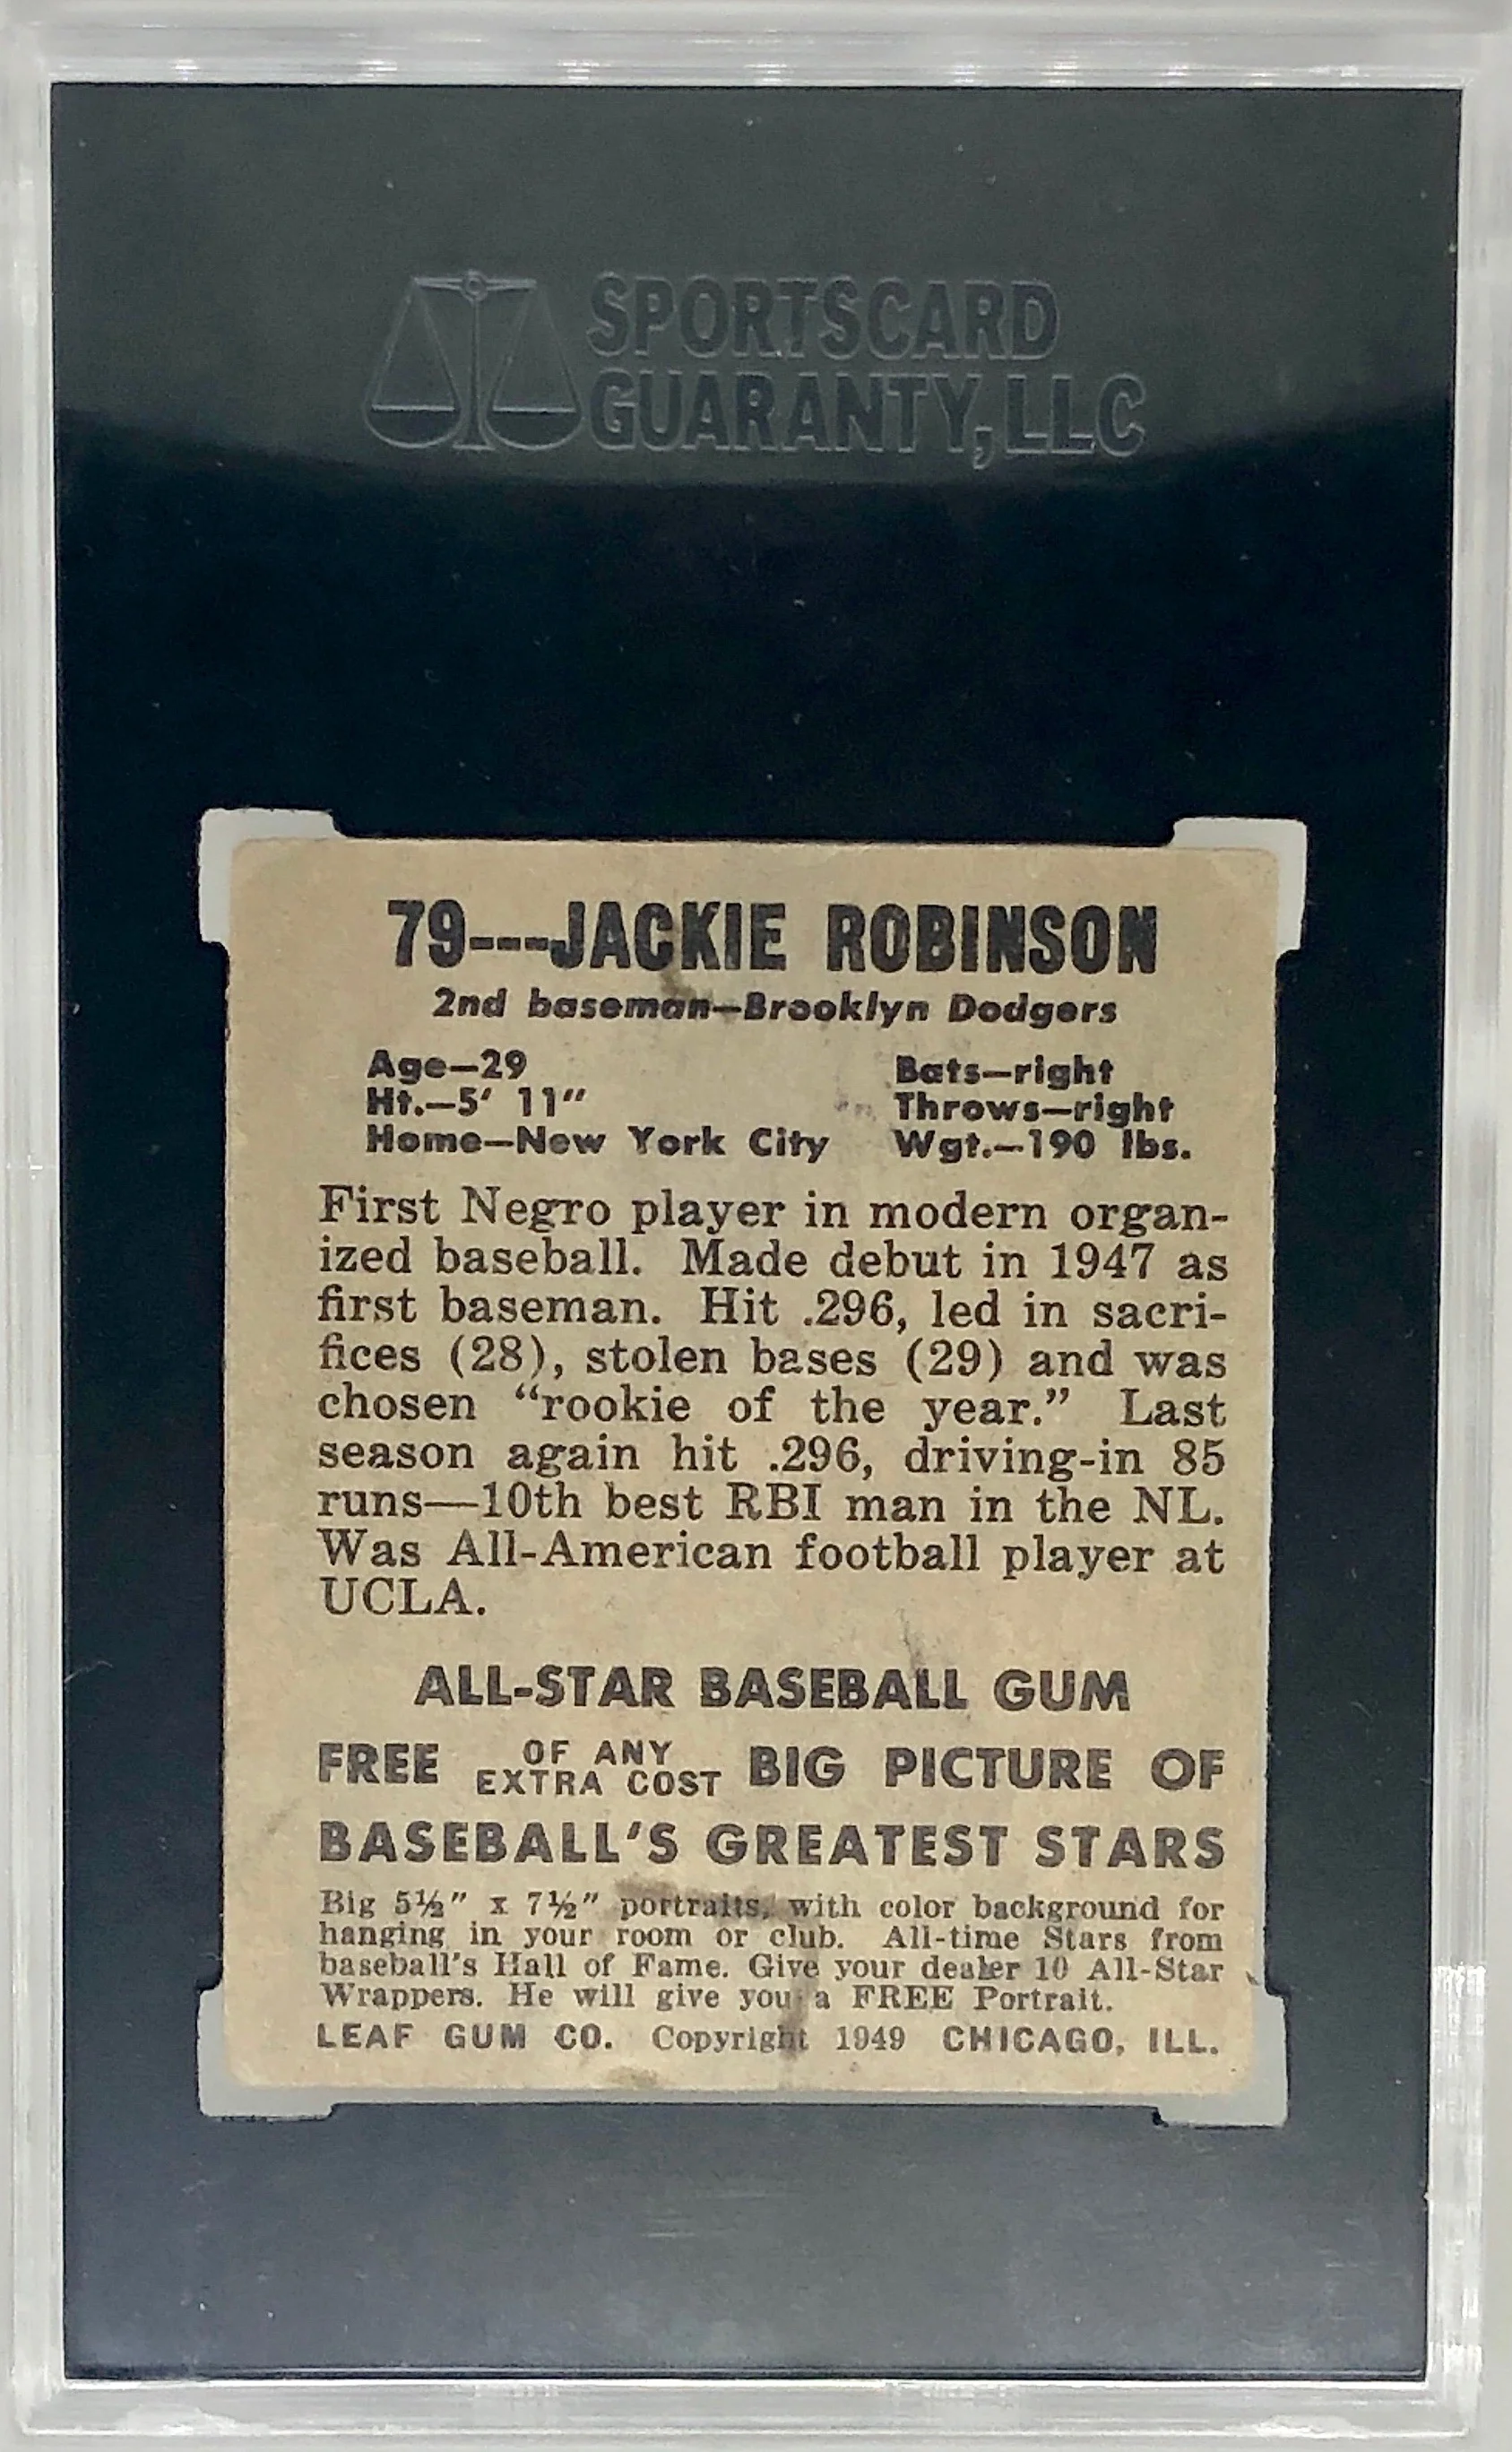 SPORTSCARD
GUARANTY, LLC
79---JACKIE ROBINSON
2nd baseman—Brooklyn Dodgers
Age—29 Bats—right
Ht.—5' 11" Throws—right
Home—New York City Wgt.—190 lbs.
First Negro player in modern organ-
ized baseball. Made debut in 1947 as
first baseman. Hit .296, led in sacri-
fices (28), stolen bases (29) and was
chosen "rookie of the year." Last
season again hit .296, driving-in 85
runs—10th best RBI man in the NL.
Was All-American football player at
UCLA.
ALL-STAR BASEBALL GUM
FREE OF ANY EXTRA COST BIG PICTURE OF
BASEBALL'S GREATEST STARS
Big 5½" x 7½" portraits, with color background for
hanging in your room or club. All-time Stars from
baseball's Hall of Fame. Give your dealer 10 All-Star
Wrappers. He will give you a FREE Portrait.
LEAF GUM CO. Copyright 1949 CHICAGO, ILL.